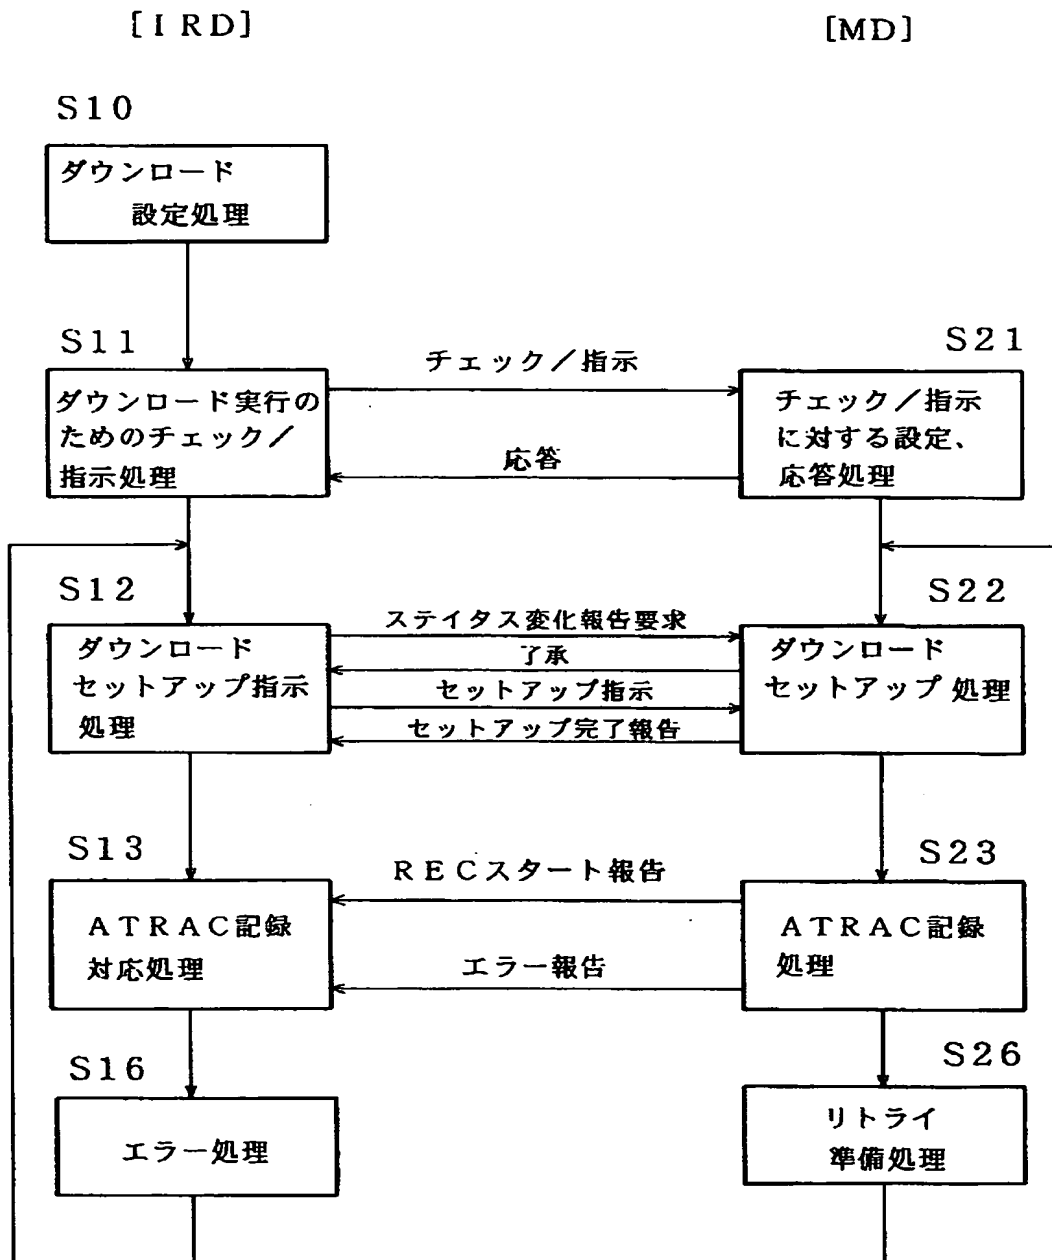 [IRD]
[MD]
S10
ダウンロード
設定処理
S11
S21
チェック／指示
ダウンロード実行の
ためのチェック／
指示処理
チェック／指示
に対する設定、
応答処理
応答
S12
S22
ステイタス変化報告要求
ダウンロード
セットアップ指示
処理
了承
セットアップ指示
セットアップ完了報告
ダウンロード
セットアップ処理
S13
S23
RECスタート報告
ATRAC記録
対応処理
ATRAC記録
処理
エラー報告
S16
S26
エラー処理
リトライ
準備処理